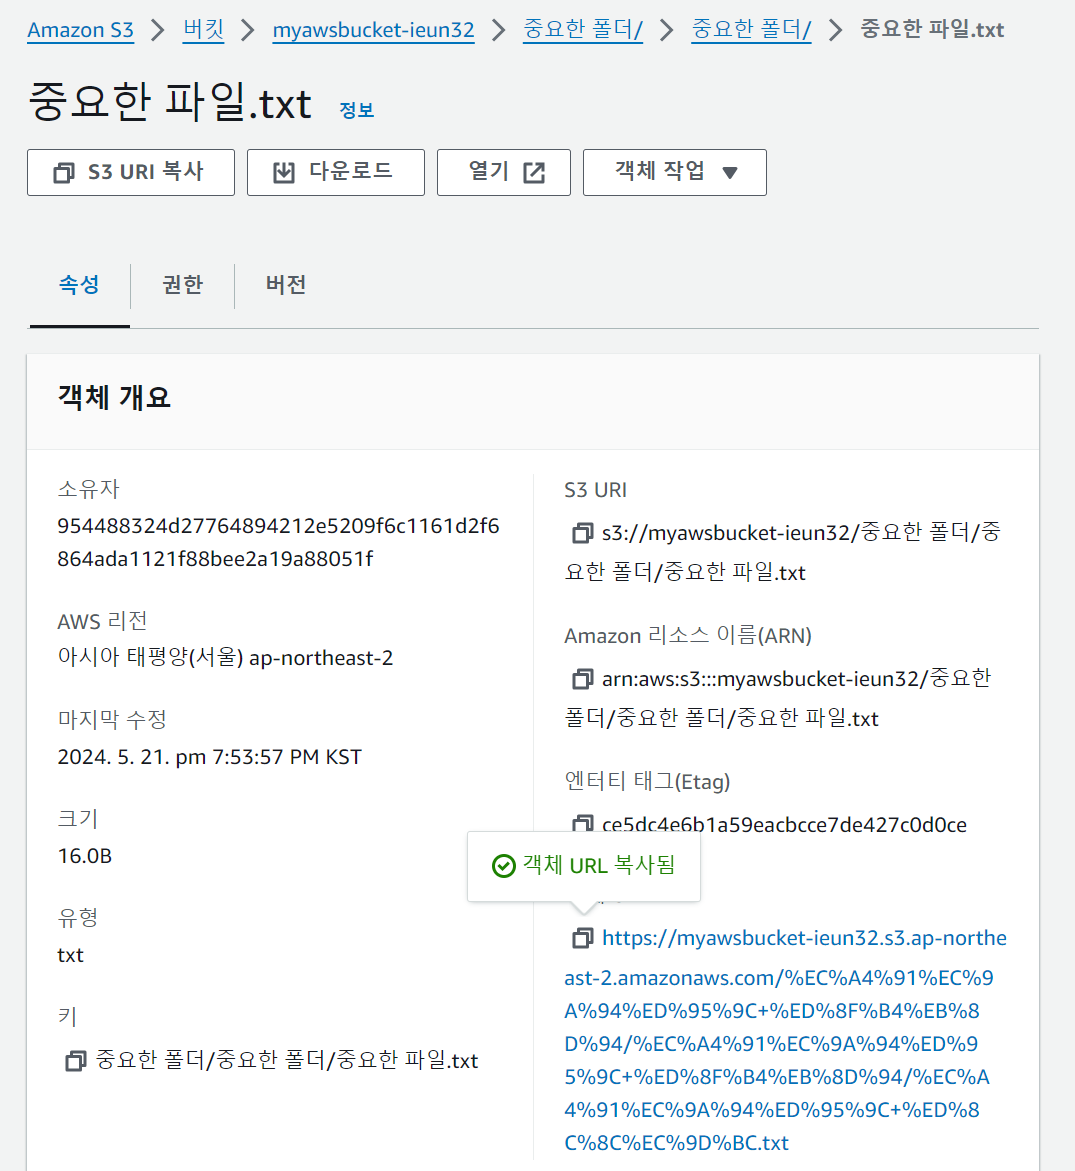 Amazon S3 > 버킷 > myawsbucket-ieun32 > 중요한 폴더/ > 중요한 폴더/ > 중요한 파일.txt
중요한 파일.txt 정보
S3 URI 복사 다운로드 열기 객체 작업 ▼
속성 권한 버전
객체 개요
소유자
954488324d27764894212e5209f6c1161d2f6
864ada1121f88bee2a19a88051f
AWS 리전
아시아 태평양(서울) ap-northeast-2
마지막 수정
2024. 5. 21. pm 7:53:57 PM KST
크기
16.0B
유형
txt
키
중요한 폴더/중요한 폴더/중요한 파일.txt
S3 URI
s3://myawsbucket-ieun32/중요한 폴더/중
요한 폴더/중요한 파일.txt
Amazon 리소스 이름(ARN)
arn:aws:s3:::myawsbucket-ieun32/중요한
폴더/중요한 폴더/중요한 파일.txt
엔터티 태그(Etag)
ce5dc4e6b1a59eacbcce7de427c0d0ce
객체 URL 복사됨
https://myawsbucket-ieun32.s3.ap-northe
ast-2.amazonaws.com/%EC%A4%91%EC%9
A%94%ED%95%9C+%ED%8F%B4%EB%8
D%94/%EC%A4%91%EC%9A%94%ED%9
5%9C+%ED%8F%B4%EB%8D%94/%EC%A
4%91%EC%9A%94%ED%95%9C+%ED%8
C%8C%EC%9D%BC.txt